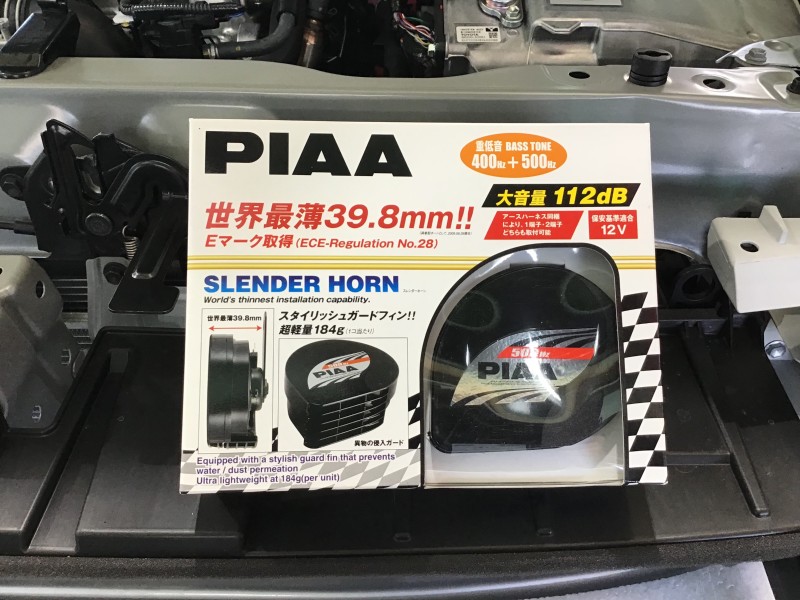 PIAA
重低音 BASS TONE
400Hz+500Hz
大音量 112dB
世界最薄39.8mm!!
Eマーク取得 (ECE-Regulation No.28)
アースハーネス同梱
により、1端子・2端子
どちらも取付可能
保安基準適合
12V
SLENDER HORN
World's thinnest installation capability.
世界最薄39.8mm
スタイリッシュガードフィン!!
超軽量184g(1コ当たり)
PIAA
異物の侵入ガード
500Hz
PIAA
Equipped with a stylish guard fin that prevents
water / dust permeation
Ultra lightweight at 184g(per unit)